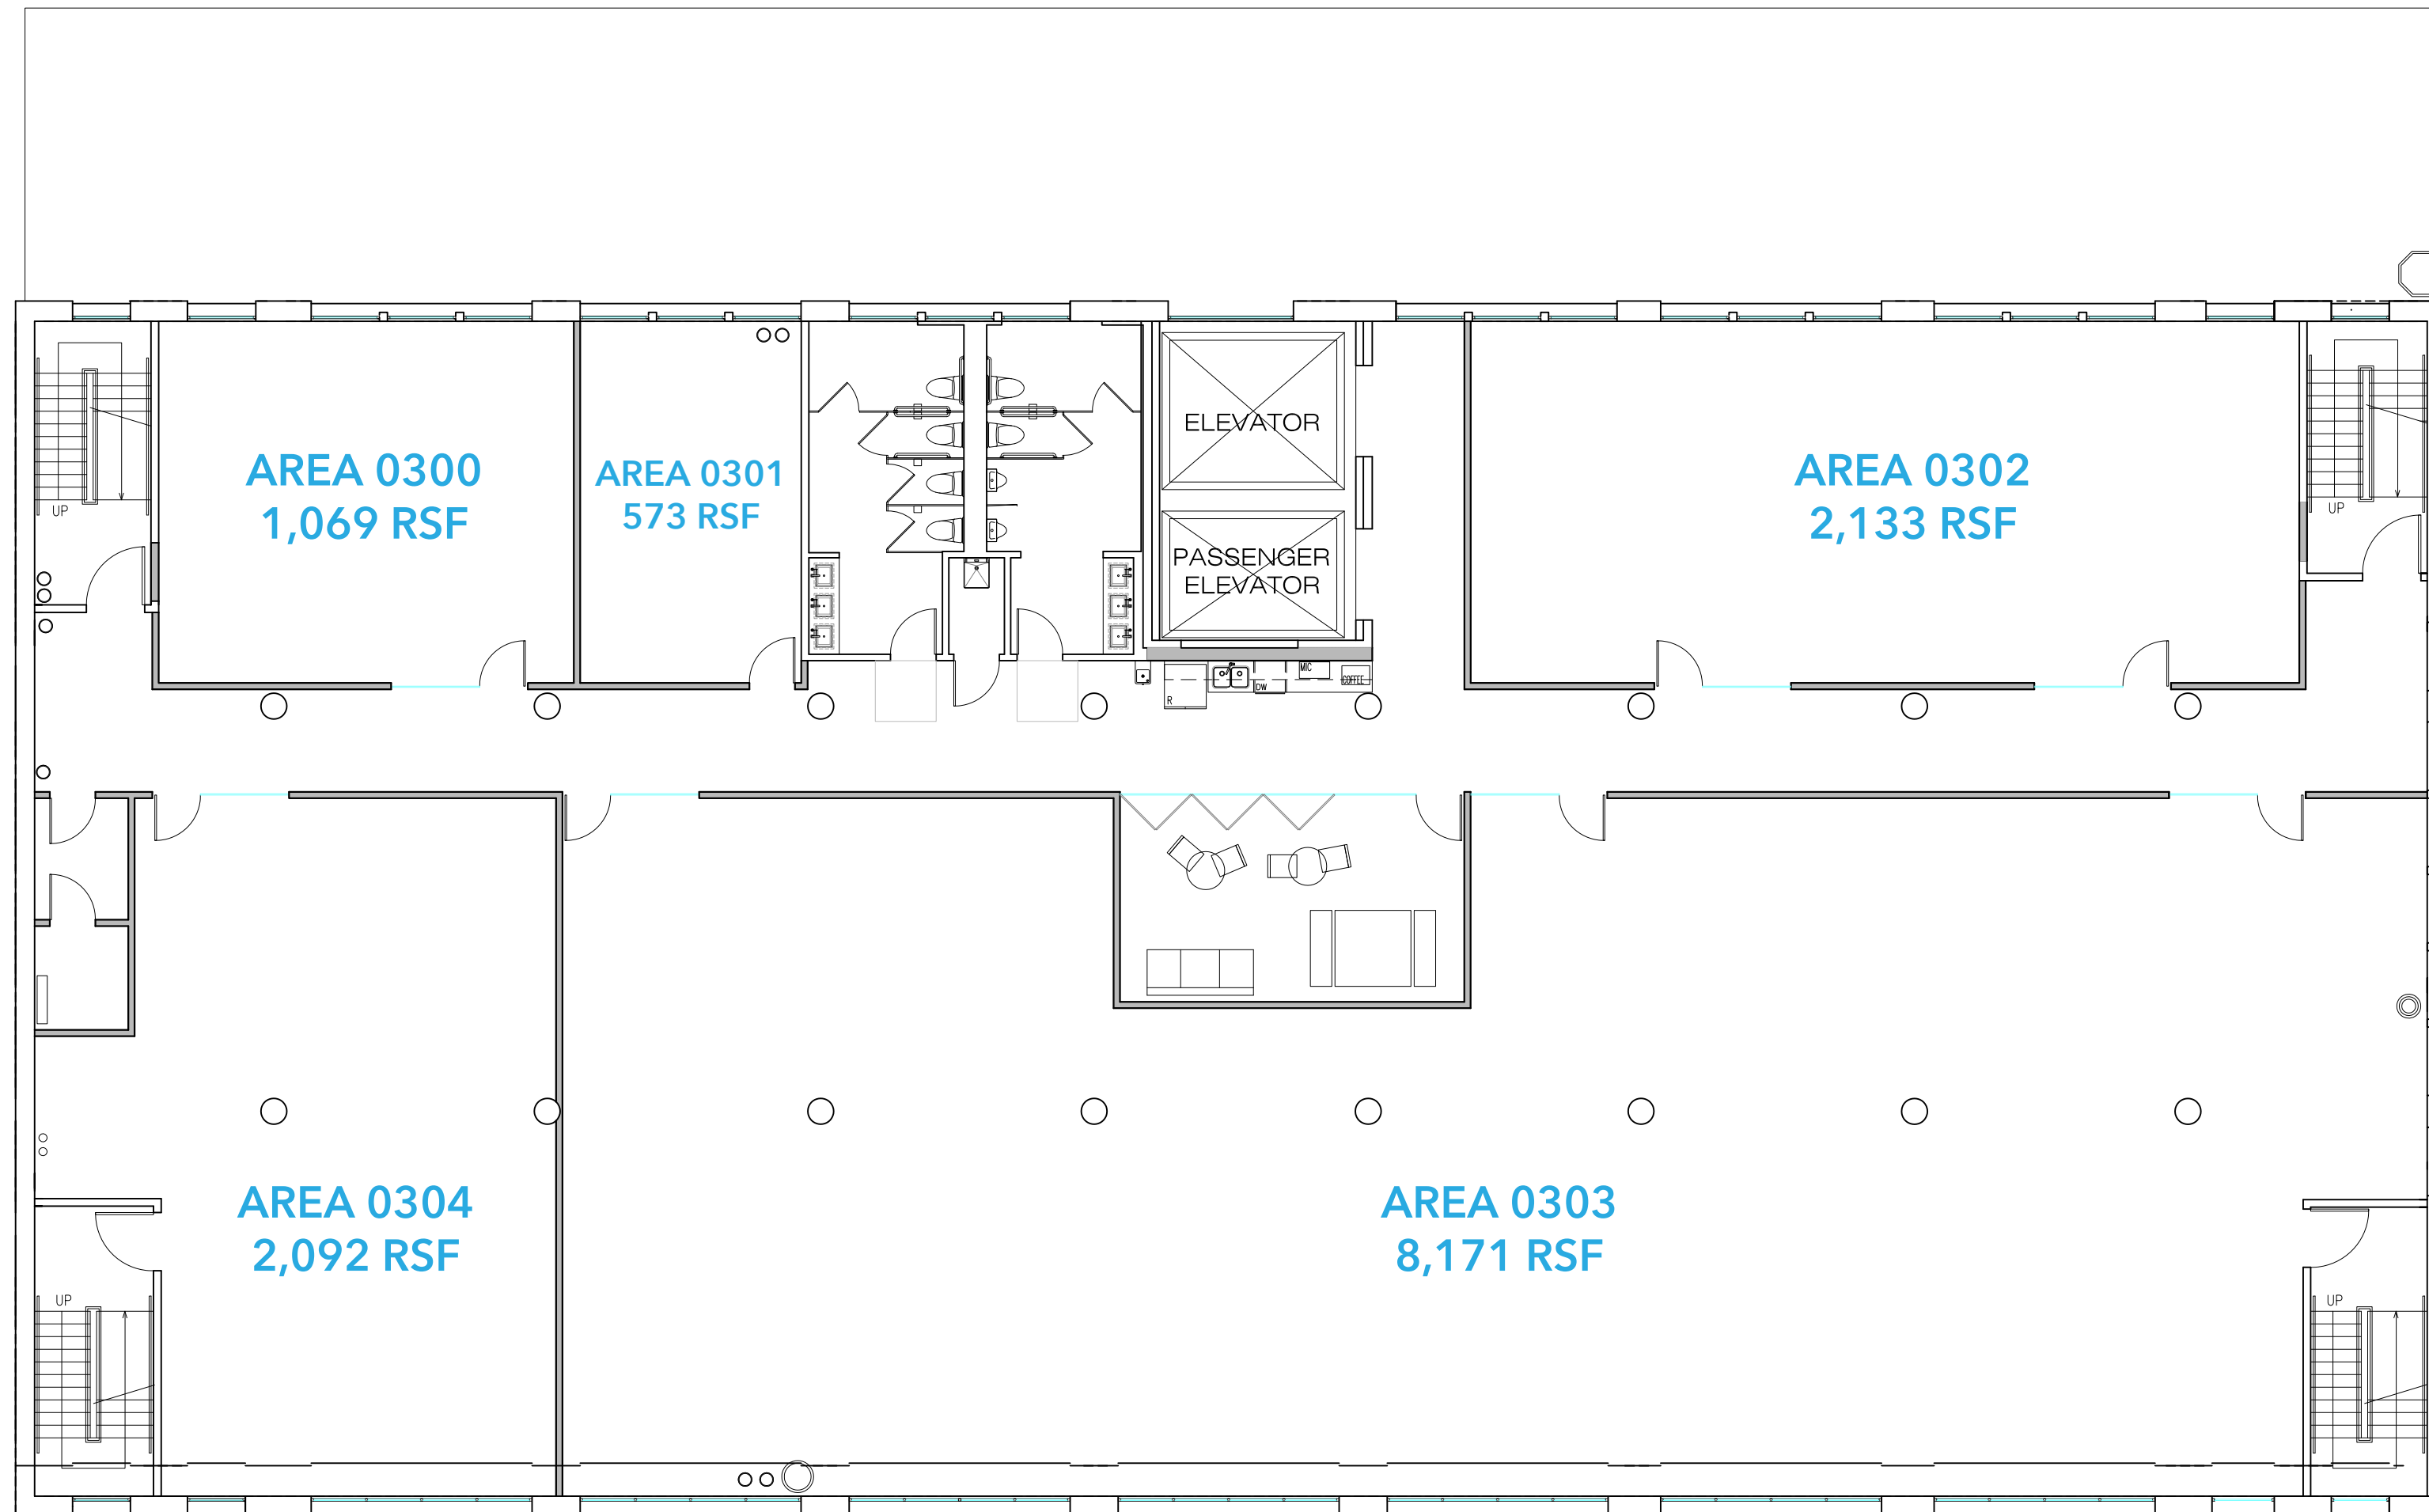 ELEVATOR
AREA 0300
1,069 RSF
AREA 0301
573 RSF
AREA 0302
2,133 RSF
UP
UP
PASSENGER
ELEVATOR
MIC
COFFEE
DW
R
AREA 0304
2,092 RSF
AREA 0303
8,171 RSF
UP
UP